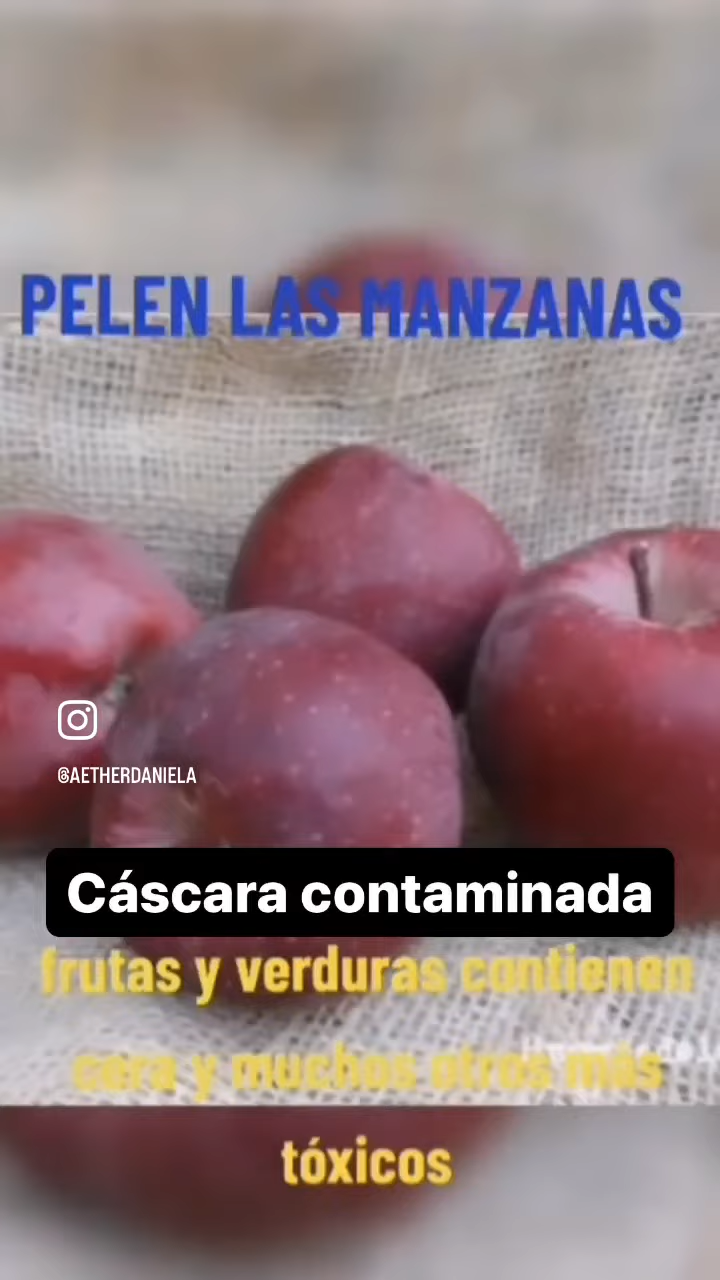 PELEN LAS MANZANAS
@AETHERDANIELA
Cáscara contaminada
frutas y verduras contienen
cera y muchos otros más
tóxicos